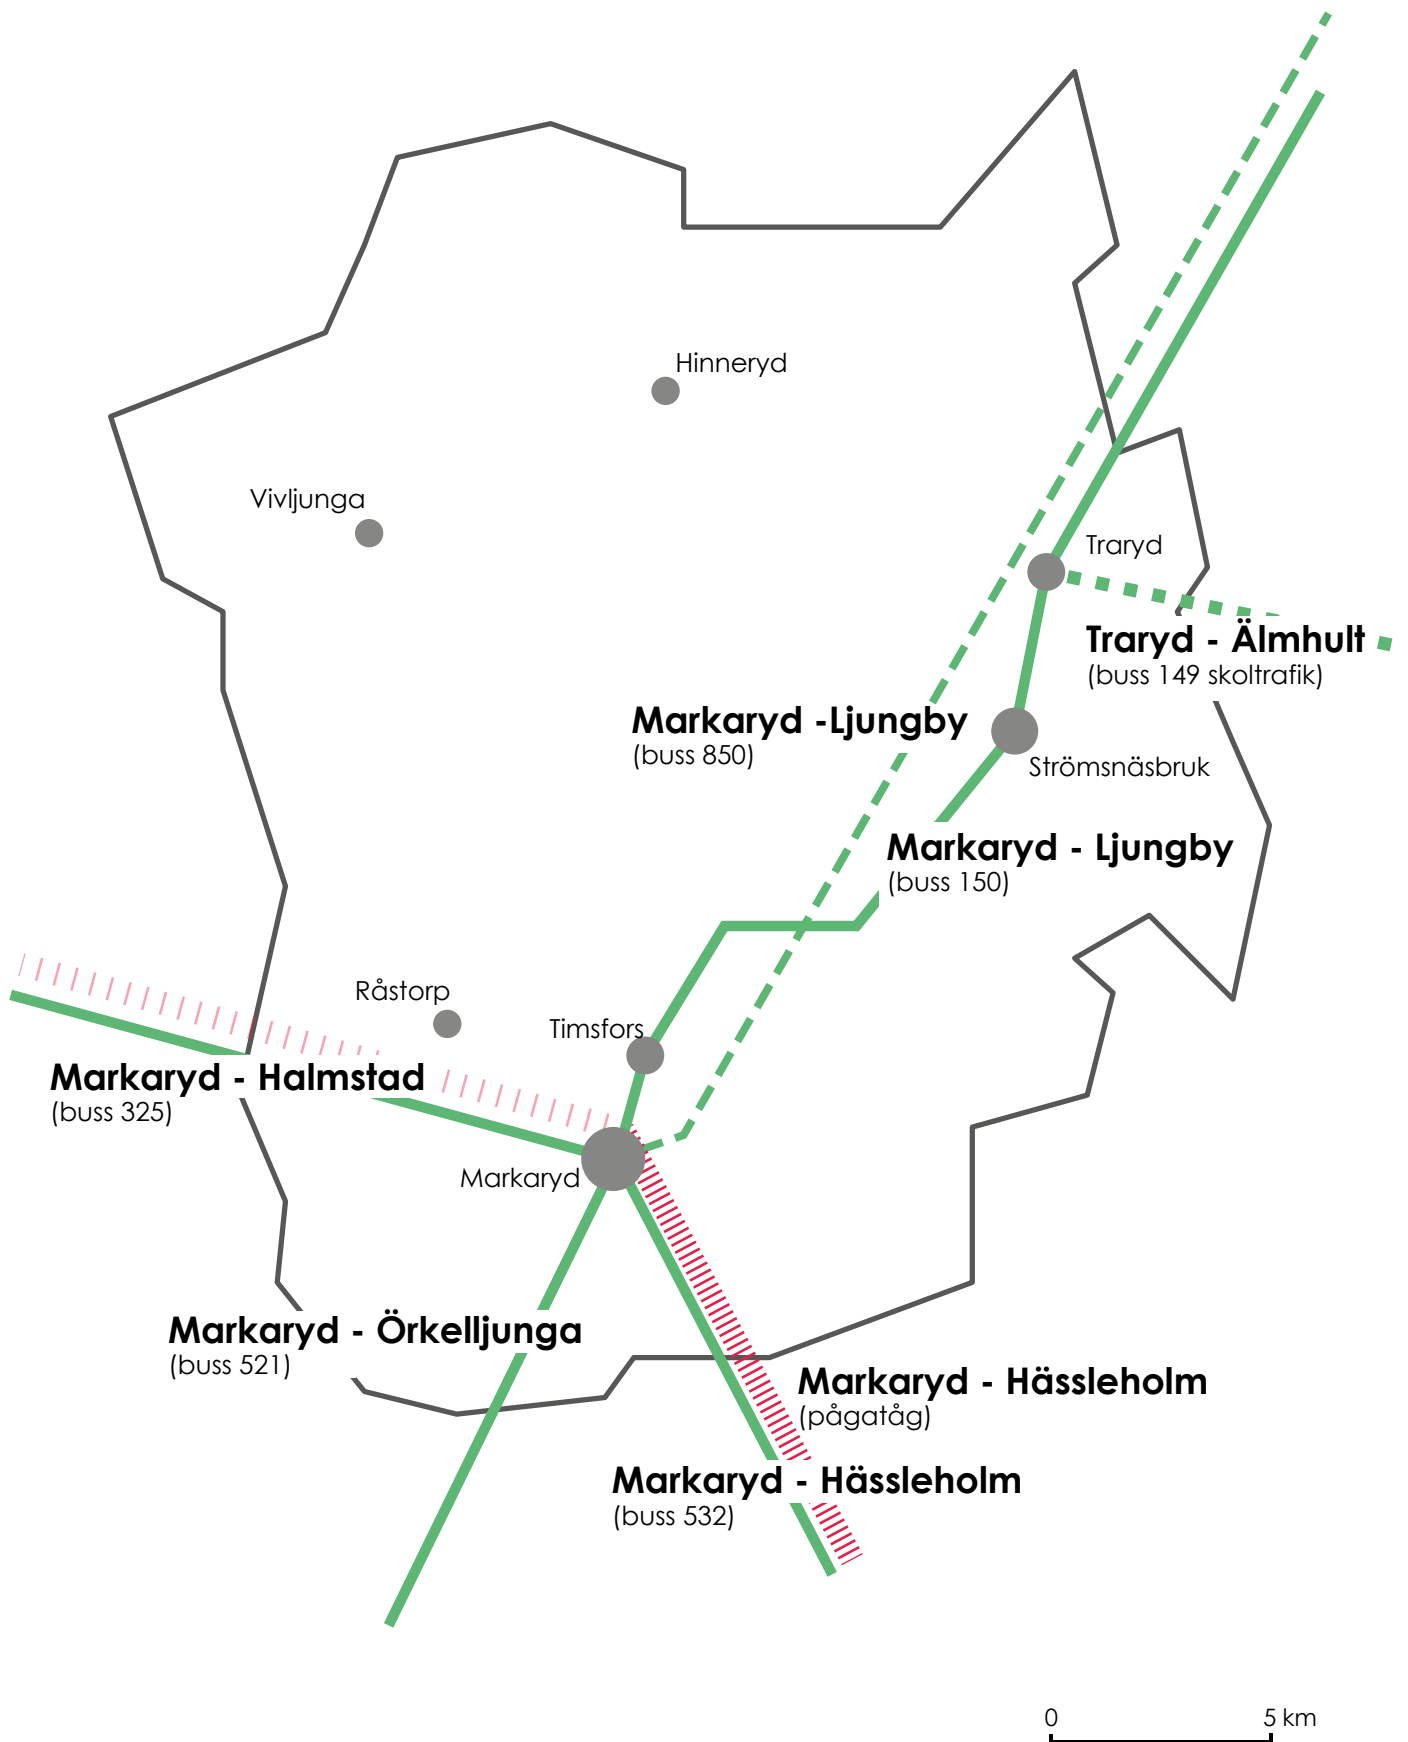 Hinneryd
Vivljunga
Traryd
Traryd - Älmhult
(buss 149 skoltrafik)
Markaryd -Ljungby
(buss 850)
Strömsnäsbruk
Markaryd - Ljungby
(buss 150)
Råstorp
Timsfors
Markaryd - Halmstad
(buss 325)
Markaryd
Markaryd - Örkelljunga
(buss 521)
Markaryd - Hässleholm
(pågatåg)
Markaryd - Hässleholm
(buss 532)
0 5 km